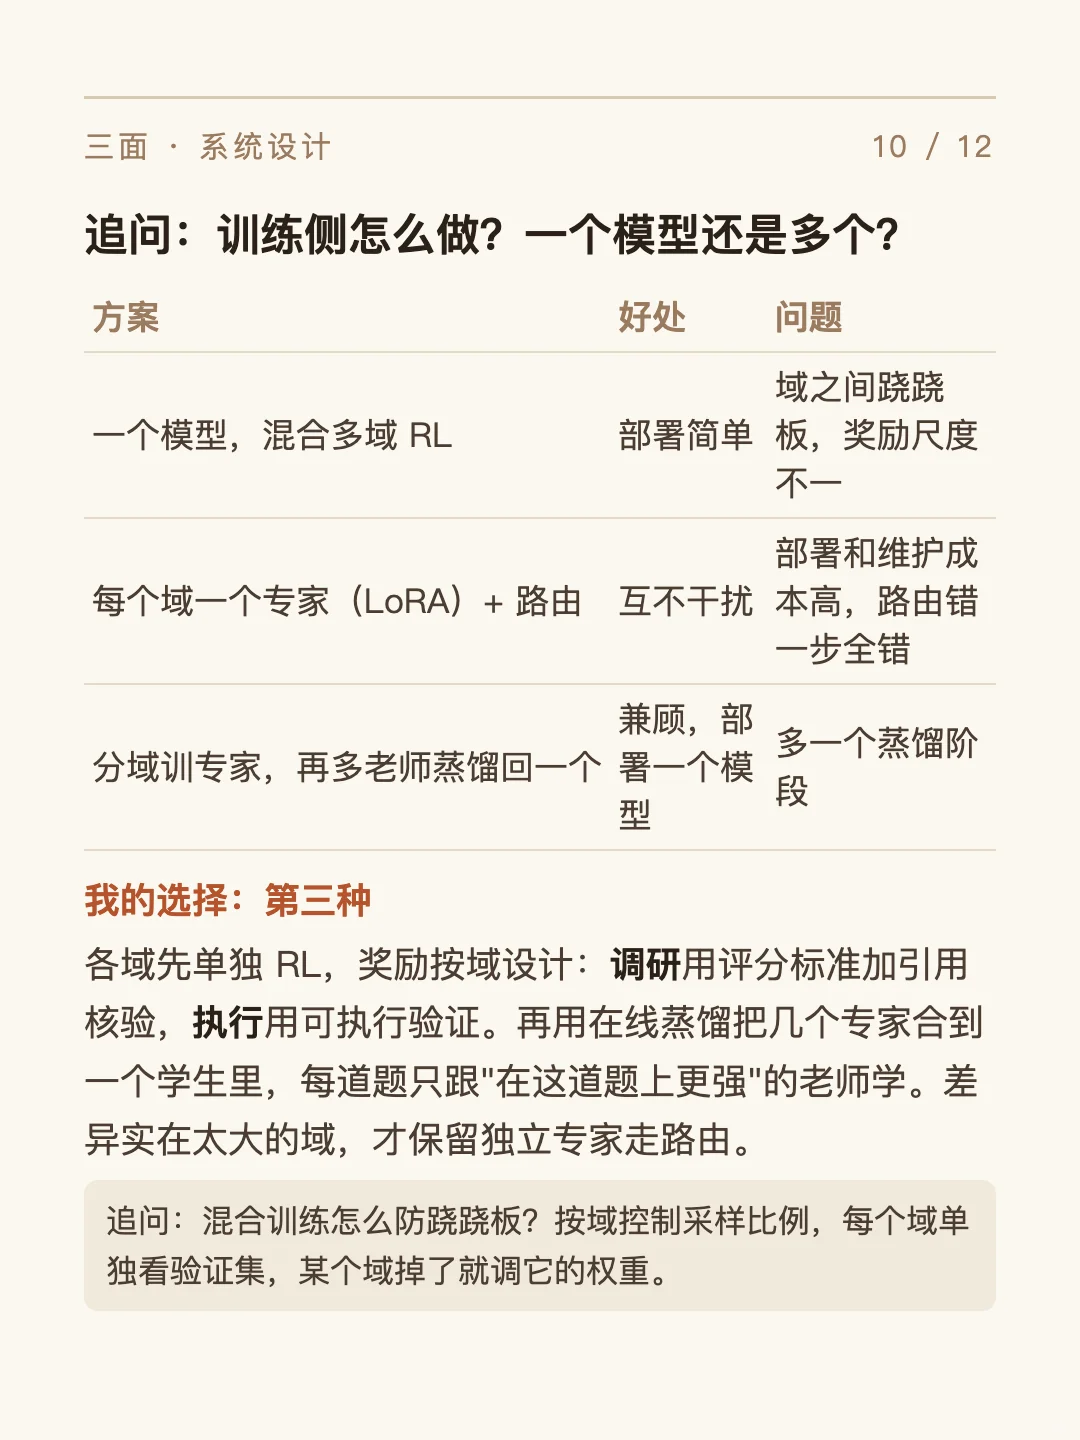 三面 · 系统设计
10 / 12
追问：训练侧怎么做？一个模型还是多个？
方案 好处 问题
一个模型，混合多域 RL 部署简单 域之间跷跷
板，奖励尺度
不一
每个域一个专家（LoRA）+ 路由 互不干扰 部署和维护成
本高，路由错
一步全错
分域训专家，再多老师蒸馏回一个 兼顾，部
署一个模
型
多一个蒸馏阶
段
我的选择：第三种
各域先单独 RL，奖励按域设计：调研用评分标准加引用
核验，执行用可执行验证。再用在线蒸馏把几个专家合到
一个学生里，每道题只跟"在这道题上更强"的老师学。差
异实在太大的域，才保留独立专家走路由。
追问：混合训练怎么防跷跷板？按域控制采样比例，每个域单
独看验证集，某个域掉了就调它的权重。